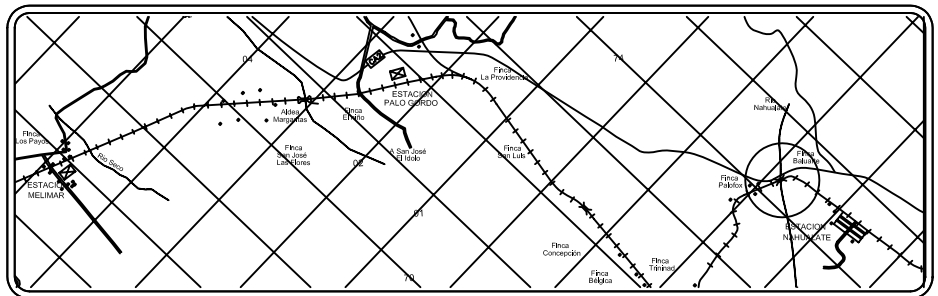 04
74
CAP
Finca
La Providencia
ESTACION
PALO GORDO
Aldea
Margaritas
FInca
El niño
Río
Nahualate
Finca
Los Payos
Río Seco
FInca
San José
Las Flores
02
A San José
El Idolo
Finca
San Luis
Finca
Baluarte
Finca
Palofox
ESTACION
MELIMAR
01
ESTACION
NAHUALATE
FInca
Concepción
FInca
Bélgica
FInca
Trininad
70